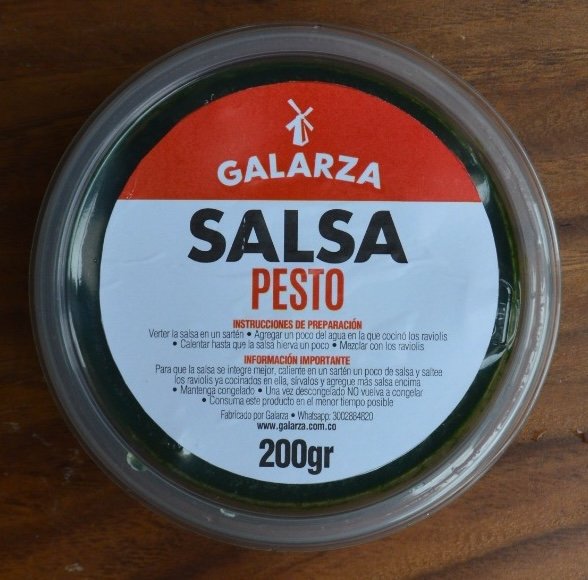 GALARZA
SALSA
PESTO
INSTRUCCIONES DE PREPARACIÓN
Verter la salsa en un sartén • Agregar un poco del agua en la que cocinó los raviolis
• Calentar hasta que la salsa hierva un poco • Mezclar con los raviolis
INFORMACIÓN IMPORTANTE
Para que la salsa se integre mejor, caliente en un sartén un poco de salsa y saltee
los raviolis ya cocinados en ella, sírvalos y agregue más salsa encima
• Mantenga congelado • Una vez descongelado NO vuelva a congelar
• Consuma este producto en el menor tiempo posible
Fabricado por Galarza • Whatsapp: 3002864820
www.galarza.com.co
200gr